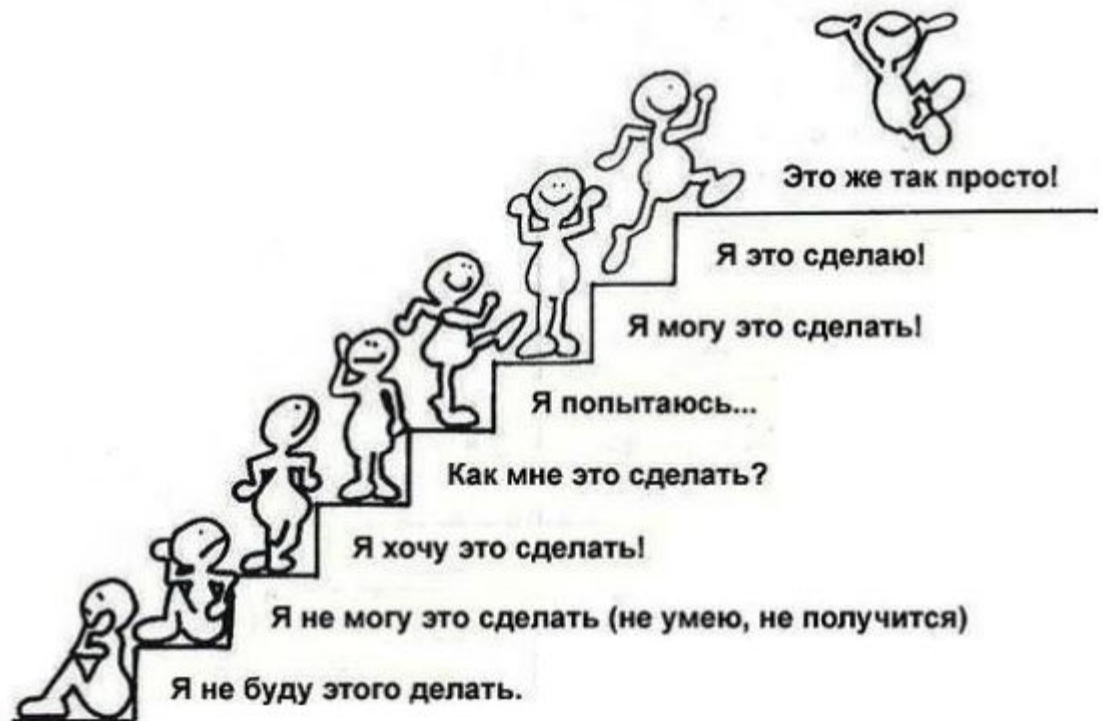 Это же так просто!
Я это сделаю!
Я могу это сделать!
Я попытаюсь...
Как мне это сделать?
Я хочу это сделать!
Я не могу это сделать (не умею, не получится)
Я не буду этого делать.